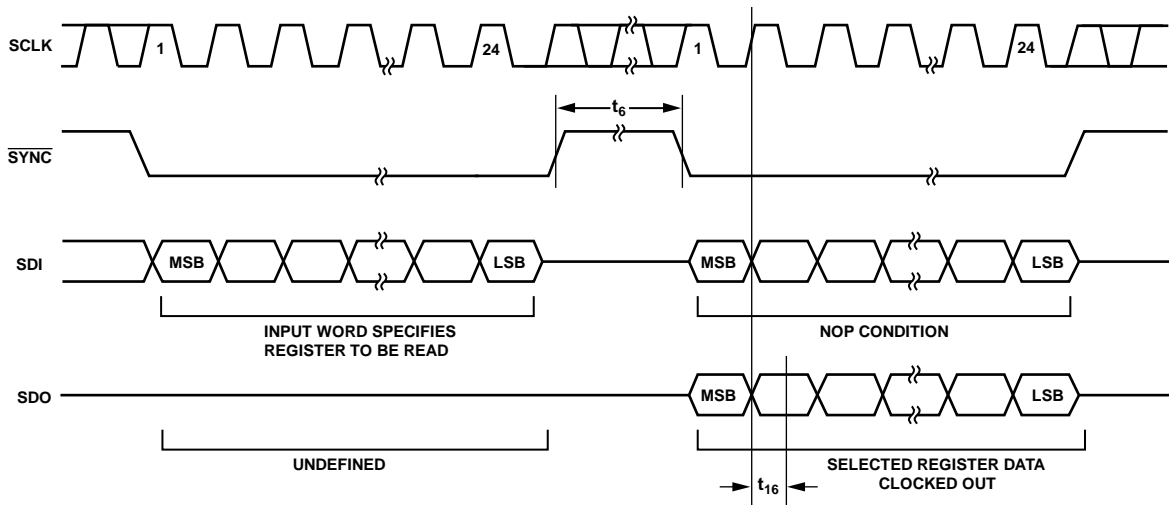 SCLK
1
24
1
24
t6
SYNC
SDI
MSB
LSB
MSB
LSB
INPUT WORD SPECIFIES
REGISTER TO BE READ
NOP CONDITION
SDO
MSB
LSB
UNDEFINED
SELECTED REGISTER DATA
CLOCKED OUT
t16